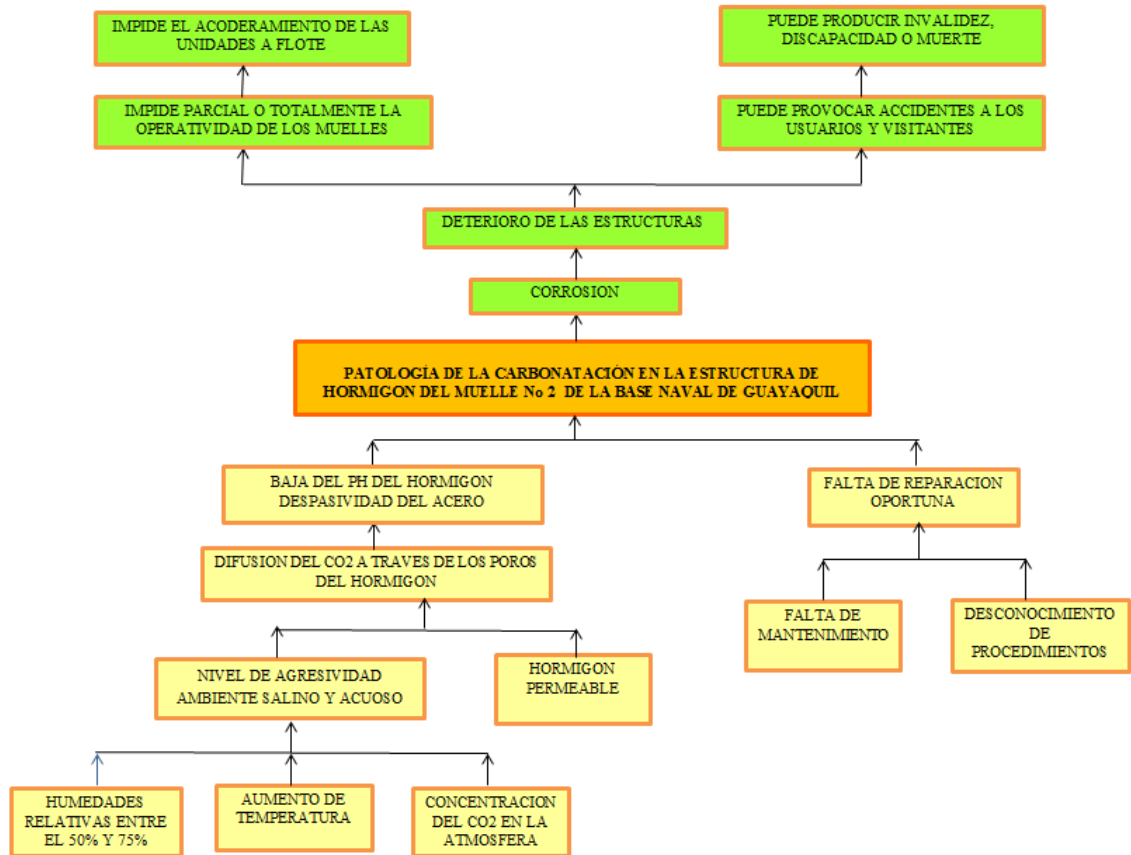 IMPIDE EL ACODERAMIENTO DE LAS
UNIDADES A FLOTE
PUEDE PRODUCIR INVALIDEZ,
DISCAPACIDAD O MUERTE
IMPIDE PARCIAL O TOTALMENTE LA
OPERATIVIDAD DE LOS MUELLES
PUEDE PROVOCAR ACCIDENTES A LOS
USUARIOS Y VISITANTES
DETERIORO DE LAS ESTRUCTURAS
CORROSION
PATOLOGÍA DE LA CARBONATACIÓN EN LA ESTRUCTURA DE
HORMIGON DEL MUELLE No 2 DE LA BASE NAVAL DE GUAYAQUIL
BAJA DEL PH DEL HORMIGON
DESPASIVIDAD DEL ACERO
FALTA DE REPARACION
OPORTUNA
DIFUSION DEL CO2 A TRAVES DE LOS POROS
DEL HORMIGON
FALTA DE
MANTENIMIENTO
DESCONOCIMIENTO
DE
PROCEDIMIENTOS
NIVEL DE AGRESIVIDAD
AMBIENTE SALINO Y ACUOSO
HORMIGON
PERMEABLE
HUMEDADES
RELATIVAS ENTRE
EL 50% Y 75%
AUMENTO DE
TEMPERATURA
CONCENTRACION
DEL CO2 EN LA
ATMOSFERA